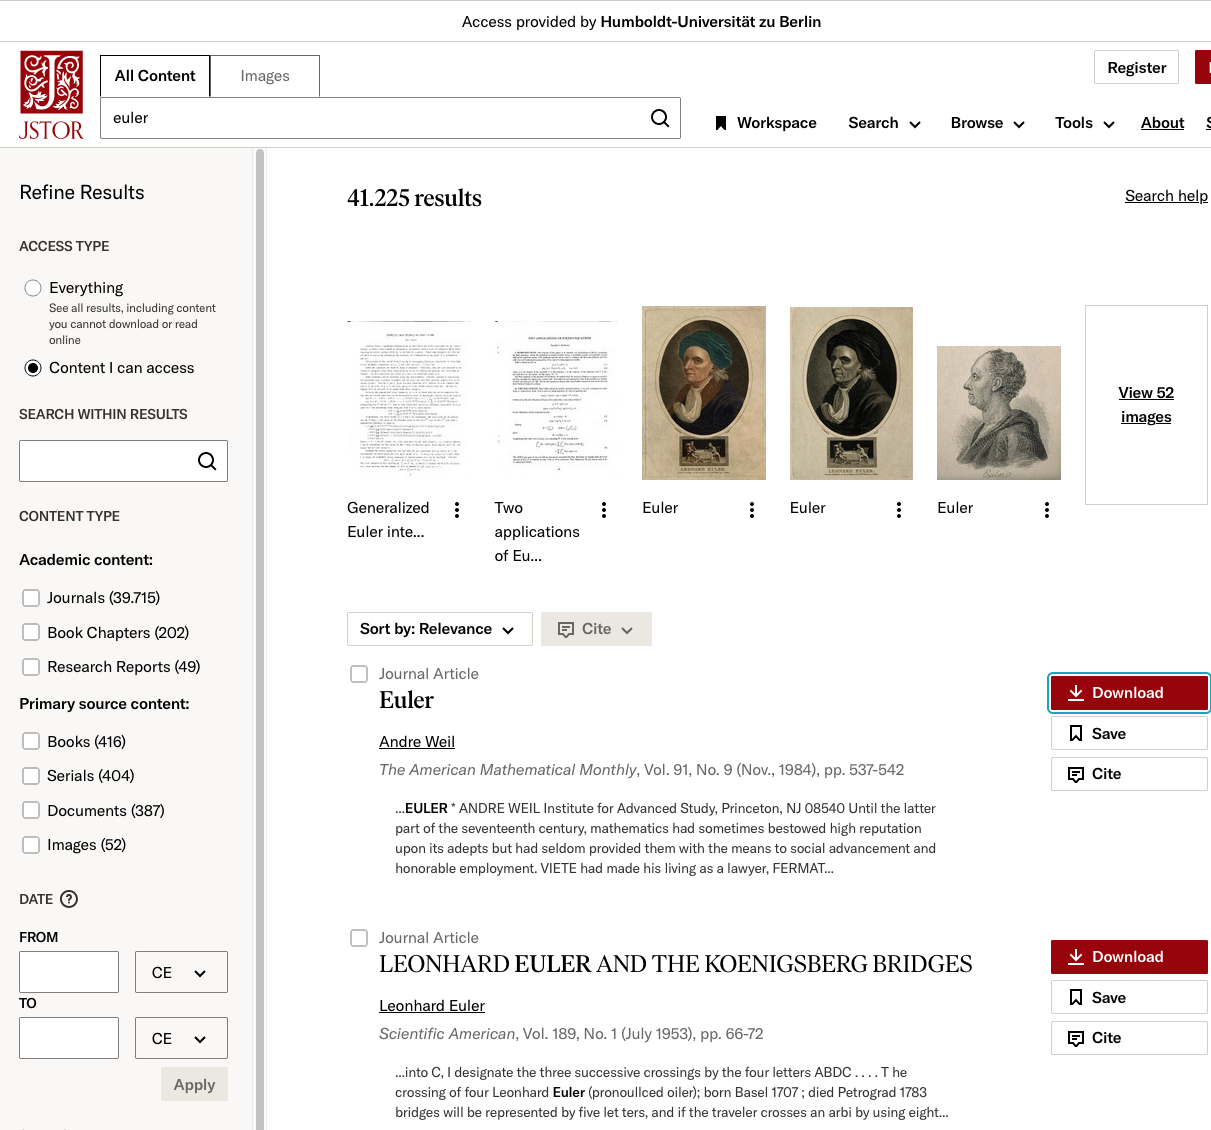 Access provided by Humboldt-Universität zu Berlin
JSTOR
All Content
Images
Register
euler
Workspace
Search
Browse
Tools
About
Refine Results
ACCESS TYPE
Everything
See all results, including content
you cannot download or read
online
Content I can access
SEARCH WITHIN RESULTS
CONTENT TYPE
Academic content:
Journals (39.715)
Book Chapters (202)
Research Reports (49)
Primary source content:
Books (416)
Serials (404)
Documents (387)
Images (52)
DATE ?
FROM
CE
TO
CE
Apply
41.225 results
Search help
LEONHARD EULER
LEONHARD EULER
Euler
View 52
images
Generalized
Euler inte...
Two
applications
of Eu...
Euler
Euler
Euler
Sort by: Relevance
Cite
Journal Article
Euler
Andre Weil
The American Mathematical Monthly, Vol. 91, No. 9 (Nov., 1984), pp. 537-542
...EULER * ANDRE WEIL Institute for Advanced Study, Princeton, NJ 08540 Until the latter
part of the seventeenth century, mathematics had sometimes bestowed high reputation
upon its adepts but had seldom provided them with the means to social advancement and
honorable employment. VIETE had made his living as a lawyer, FERMAT...
Download
Save
Cite
Journal Article
LEONHARD EULER AND THE KOENIGSBERG BRIDGES
Leonhard Euler
Scientific American, Vol. 189, No. 1 (July 1953), pp. 66-72
...into C, I designate the three successive crossings by the four letters ABDC . . . . T he
crossing of four Leonhard Euler (pronoullced oiler); born Basel 1707 ; died Petrograd 1783
bridges will be represented by five let ters, and if the traveler crosses an arbi by using eight...
Download
Save
Cite